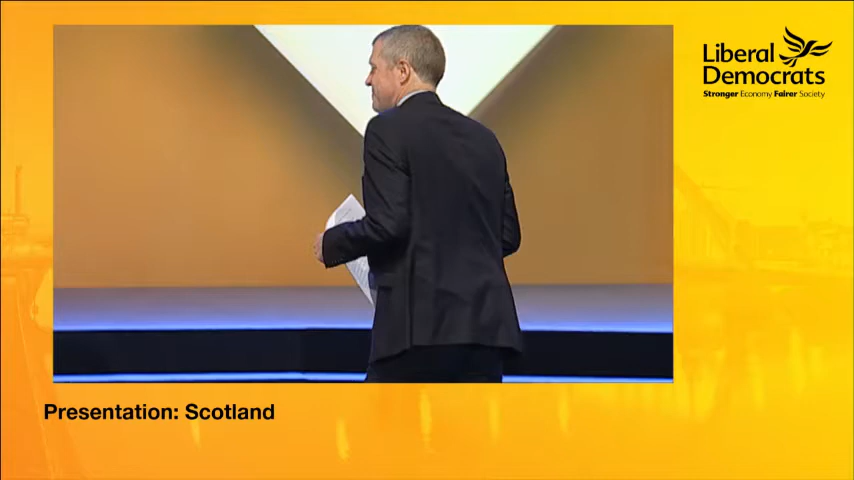 Liberal
Democrats
Stronger Economy Fairer Society
Presentation: Scotland